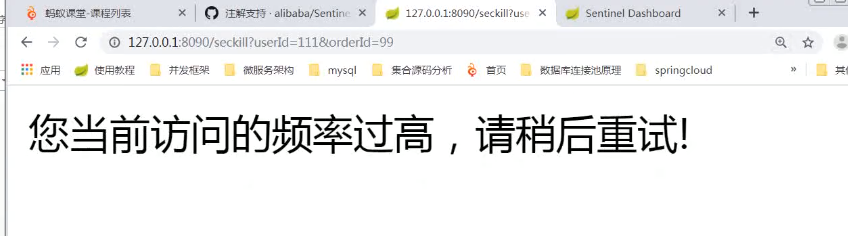 蚂蚁课堂-课程列表 注解支持 · alibaba/Sentine 127.0.0.1:8090/seckill?use Sentinel Dashboard
127.0.0.1:8090/seckill?userId=111&orderId=99
应用 使用教程 并发框架 微服务架构 mysql 集合源码分析 首页 数据库连接池原理 springcloud » 其
您当前访问的频率过高，请稍后重试!